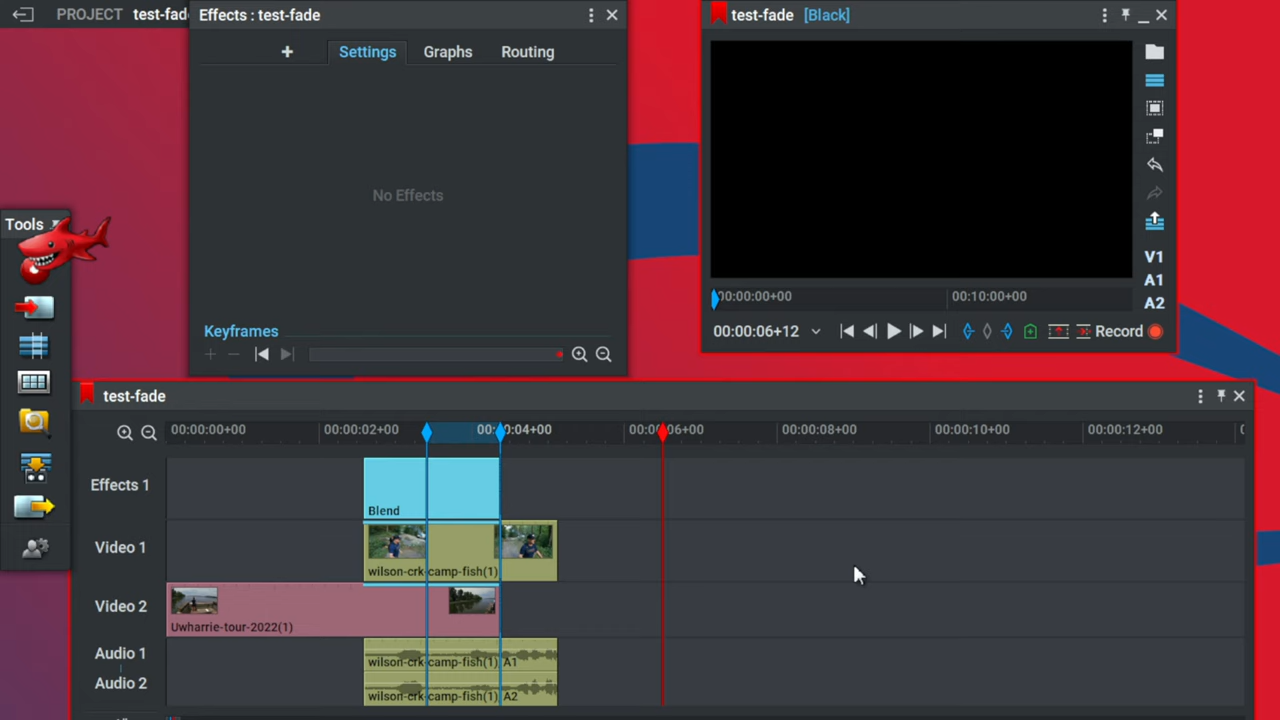 PROJECT test-fade
Effects : test-fade
Settings Graphs Routing
No Effects
Keyframes
test-fade [Black]
V1
A1
A2
00:00:00+00 00:10:00+00
00:00:06+12 Record
Tools
test-fade
00:00:00+00 00:00:02+00 00:00:04+00 00:00:06+00 00:00:08+00 00:00:10+00 00:00:12+00
Effects 1
Blend
Video 1
wilson-crk-camp-fish(1)
Video 2
Uwharrie-tour-2022(1)
Audio 1
wilson-crk-camp-fish(1) A1
Audio 2
wilson-crk-camp-fish(1) A2